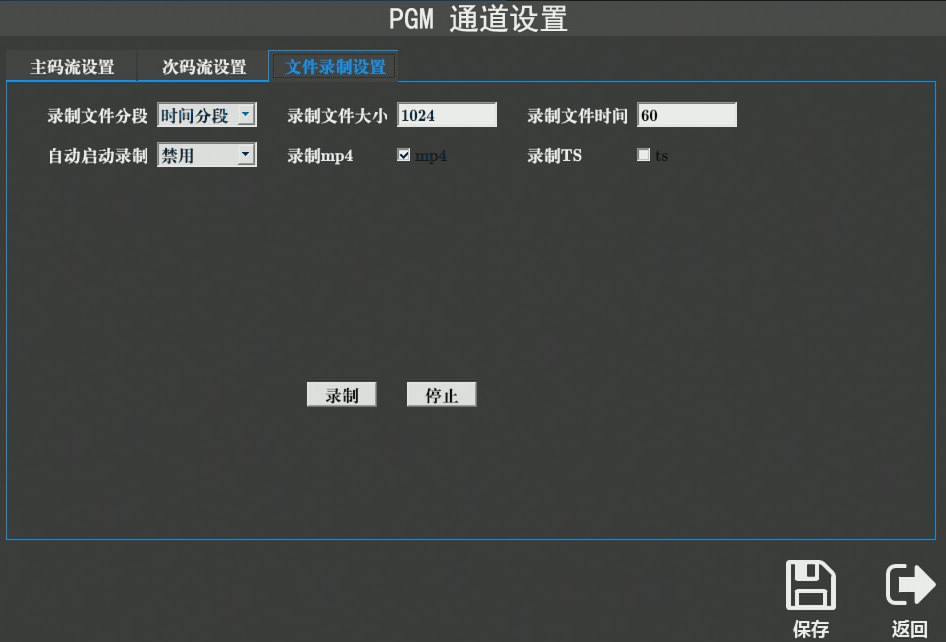 PGM 通道设置
主码流设置 次码流设置 文件录制设置
录制文件分段 时间分段 录制文件大小 1024 录制文件时间 60
自动启动录制 禁用 录制mp4 mp4 录制TS ts
录制 停止
保存 返回